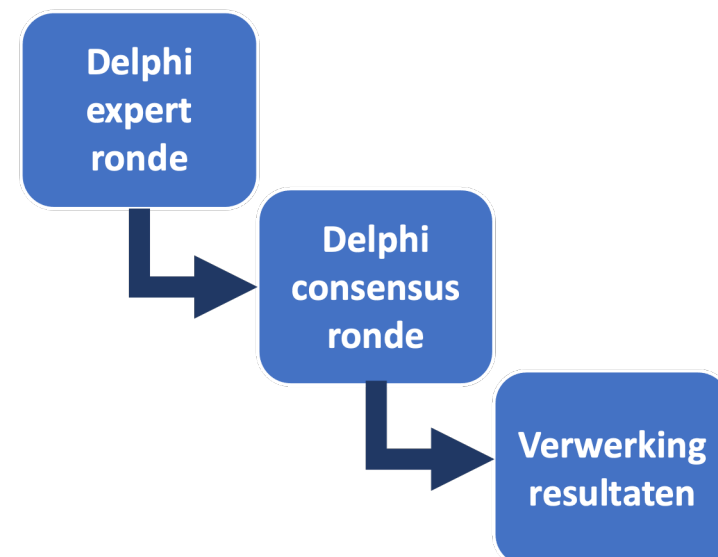 Delphi
expert
ronde
Delphi
consensus
ronde
Verwerking
resultaten